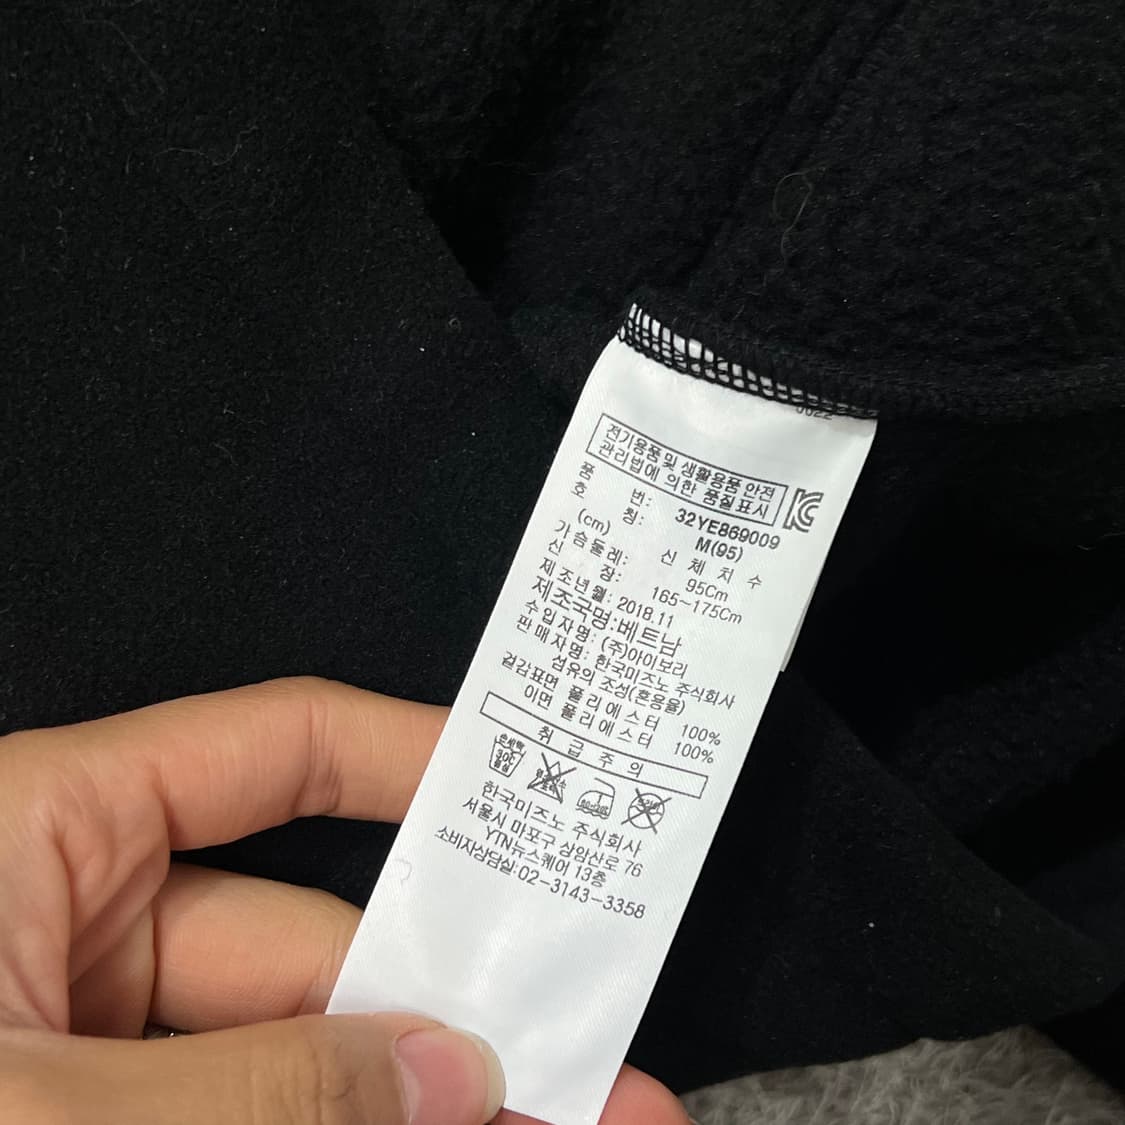 0022
전기용품및 생활용품 안전
관리법에 의한 품질표시
품 번: 32YE869009
호 칭: M(95)
(cm) 신 체 치 수
가슴둘레: 95Cm
신 장: 165~175Cm
제조년월: 2018.11
제조국명:베트남
수입자명: (주)아이보리
판매자명: 한국미즈노 주식회사
섬유의 조성(혼용율)
겉감표면 폴리에스터 100%
이면 폴리에스터 100%
취 급 주 의
손세탁
30℃
중성
한국미즈노 주식회사
서울시 마포구 상암산로 76
YTN뉴스퀘어 13층
소비자상담실:02-3143-3358